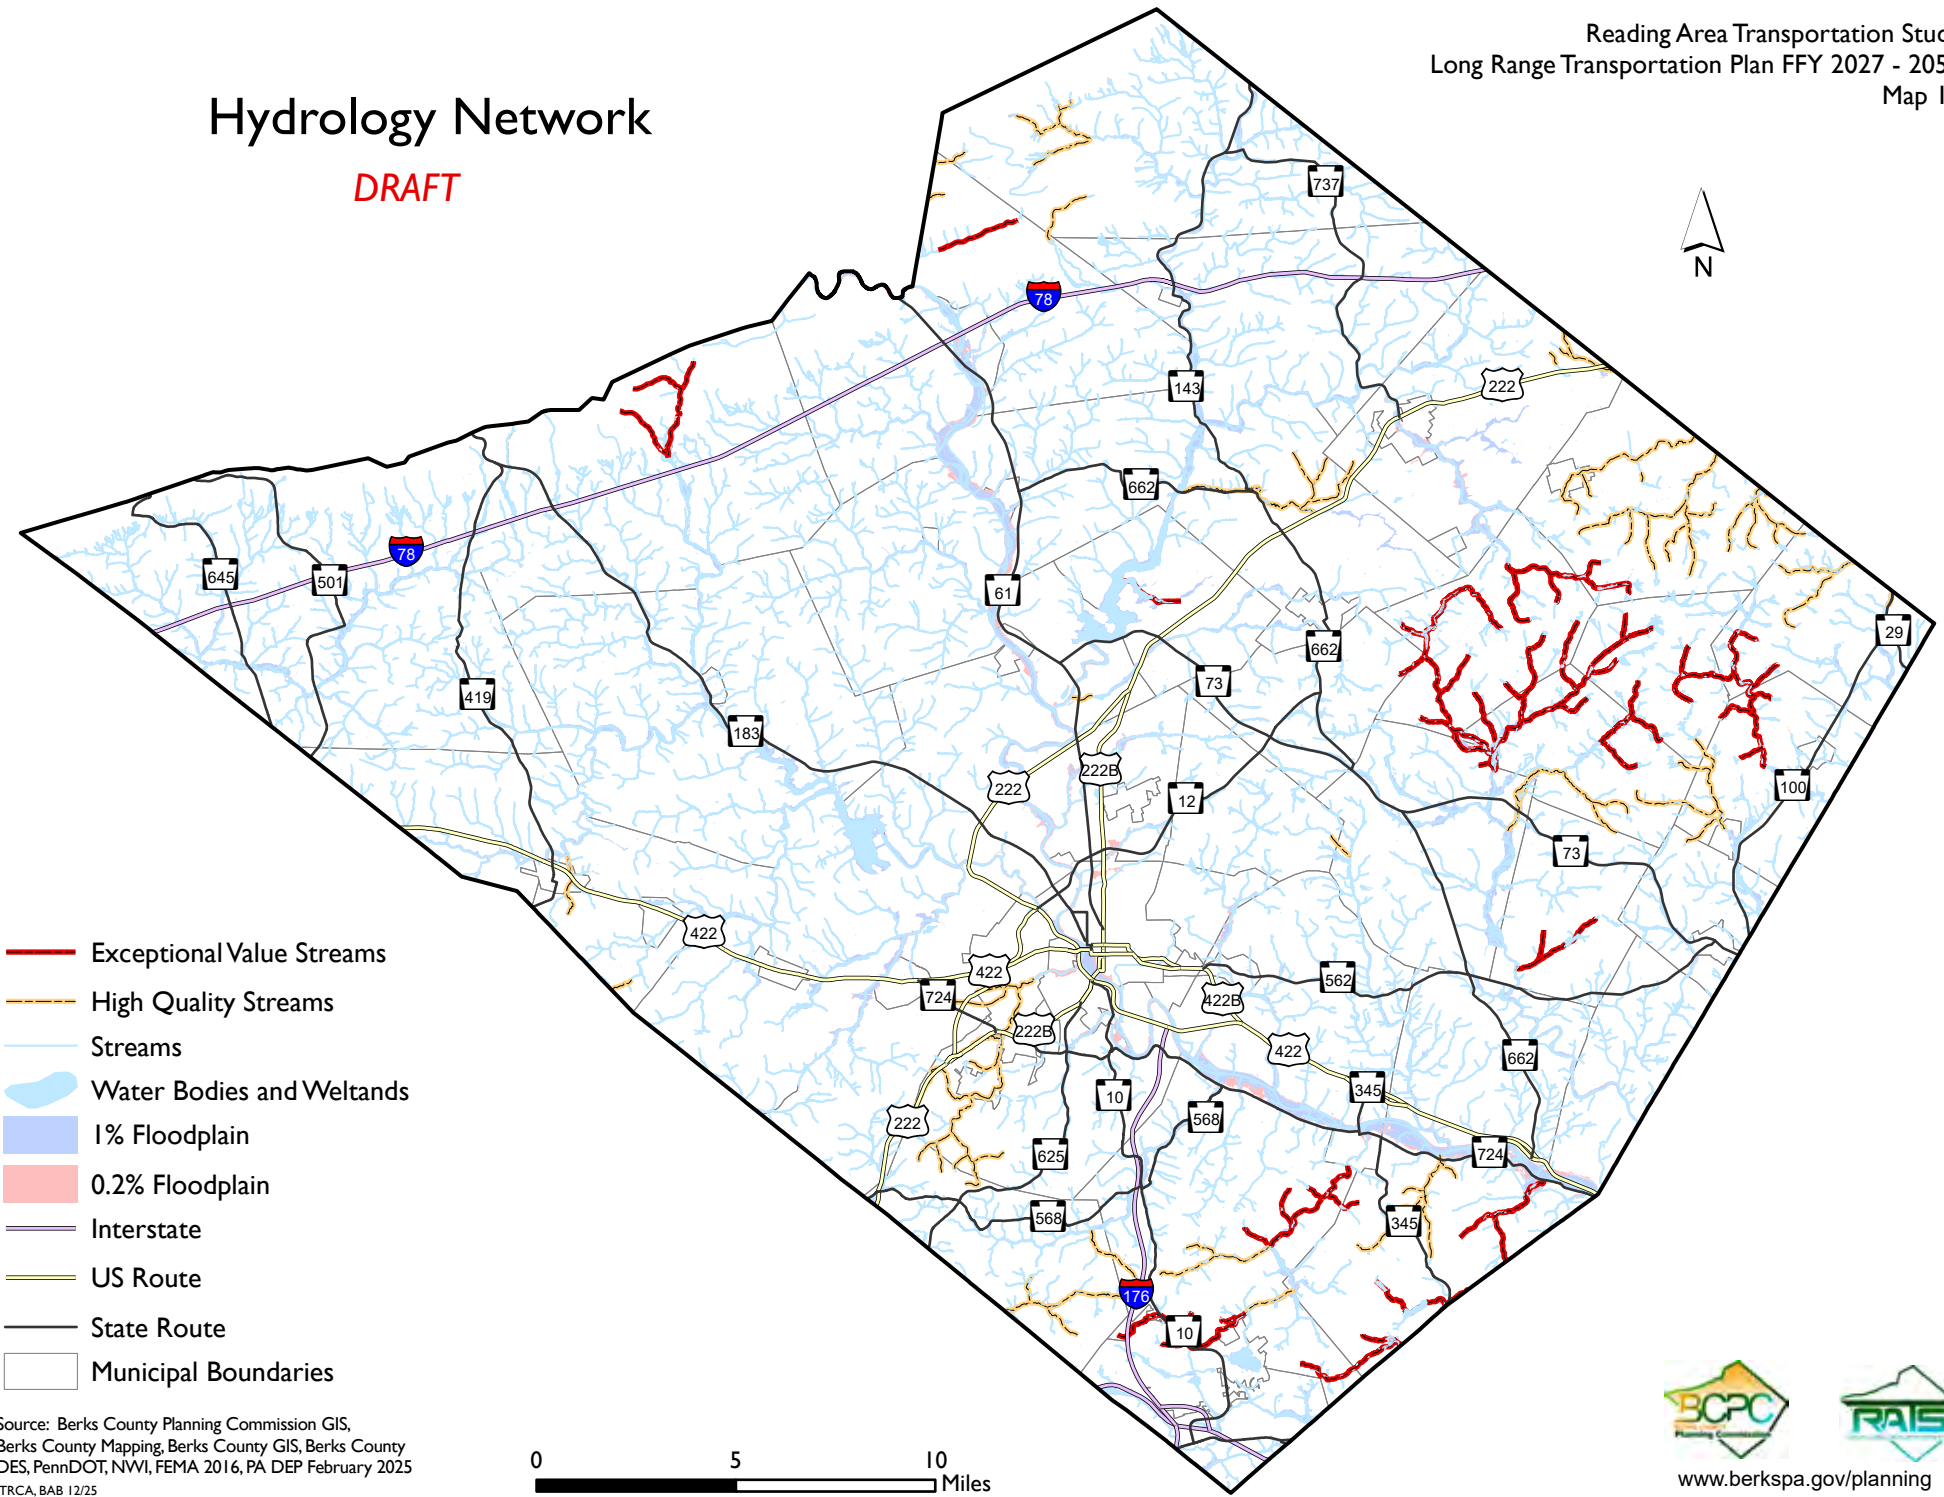 Reading Area Transportation Stud
Long Range Transportation Plan FFY 2027 - 205
Map 1
Hydrology Network
DRAFT
N
737
78
143
222
662
78
645
501
61
662
29
419
73
183
222B
222
12
100
73
422
422
724
562
422B
222B
422
662
345
10
568
222
625
724
568
345
176
10
Exceptional Value Streams
High Quality Streams
Streams
Water Bodies and Weltands
1% Floodplain
0.2% Floodplain
Interstate
US Route
State Route
Municipal Boundaries
Source: Berks County Planning Commission GIS,
Berks County Mapping, Berks County GIS, Berks County
DES, PennDOT, NWI, FEMA 2016, PA DEP February 2025
TRCA, BAB 12/25
0 5 10
Miles
BCPC
Planning Commission
RATS
www.berkspa.gov/planning